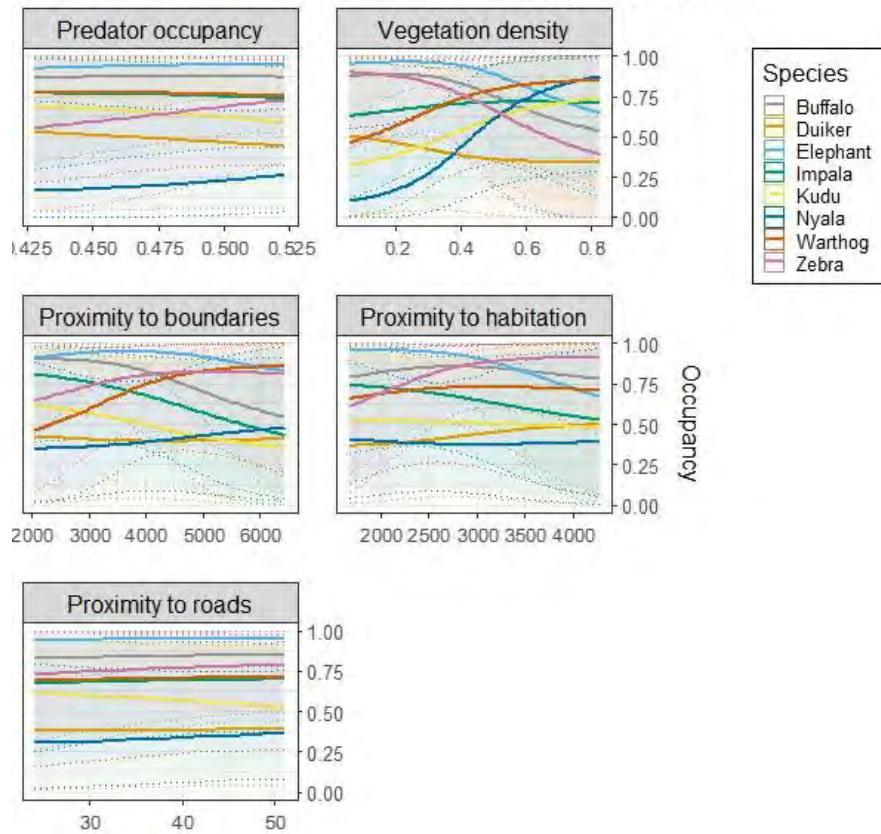 Predator occupancy
Vegetation density
1.00
0.75
0.50
0.25
0.00
0.425 0.450 0.475 0.500 0.525
0.2 0.4 0.6 0.8
Species
Buffalo
Duiker
Elephant
Impala
Kudu
Nyala
Warthog
Zebra
Proximity to boundaries
Proximity to habitation
1.00
0.75
0.50
0.25
0.00
Occupancy
2000 3000 4000 5000 6000
2000 2500 3000 3500 4000
Proximity to roads
1.00
0.75
0.50
0.25
0.00
30 40 50